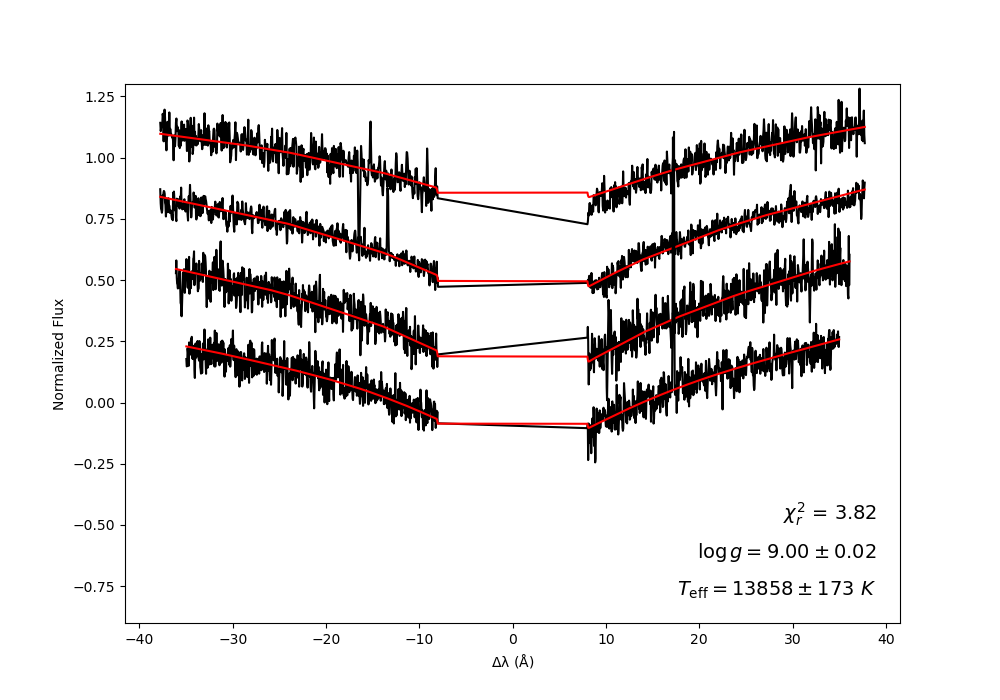 Normalized Flux
1.25
1.00
0.75
0.50
0.25
0.00
−0.25
−0.50
−0.75
χ²ᵣ = 3.82
log g = 9.00 ± 0.02
T_eff = 13858 ± 173 K
−40 −30 −20 −10 0 10 20 30 40
Δλ (Å)